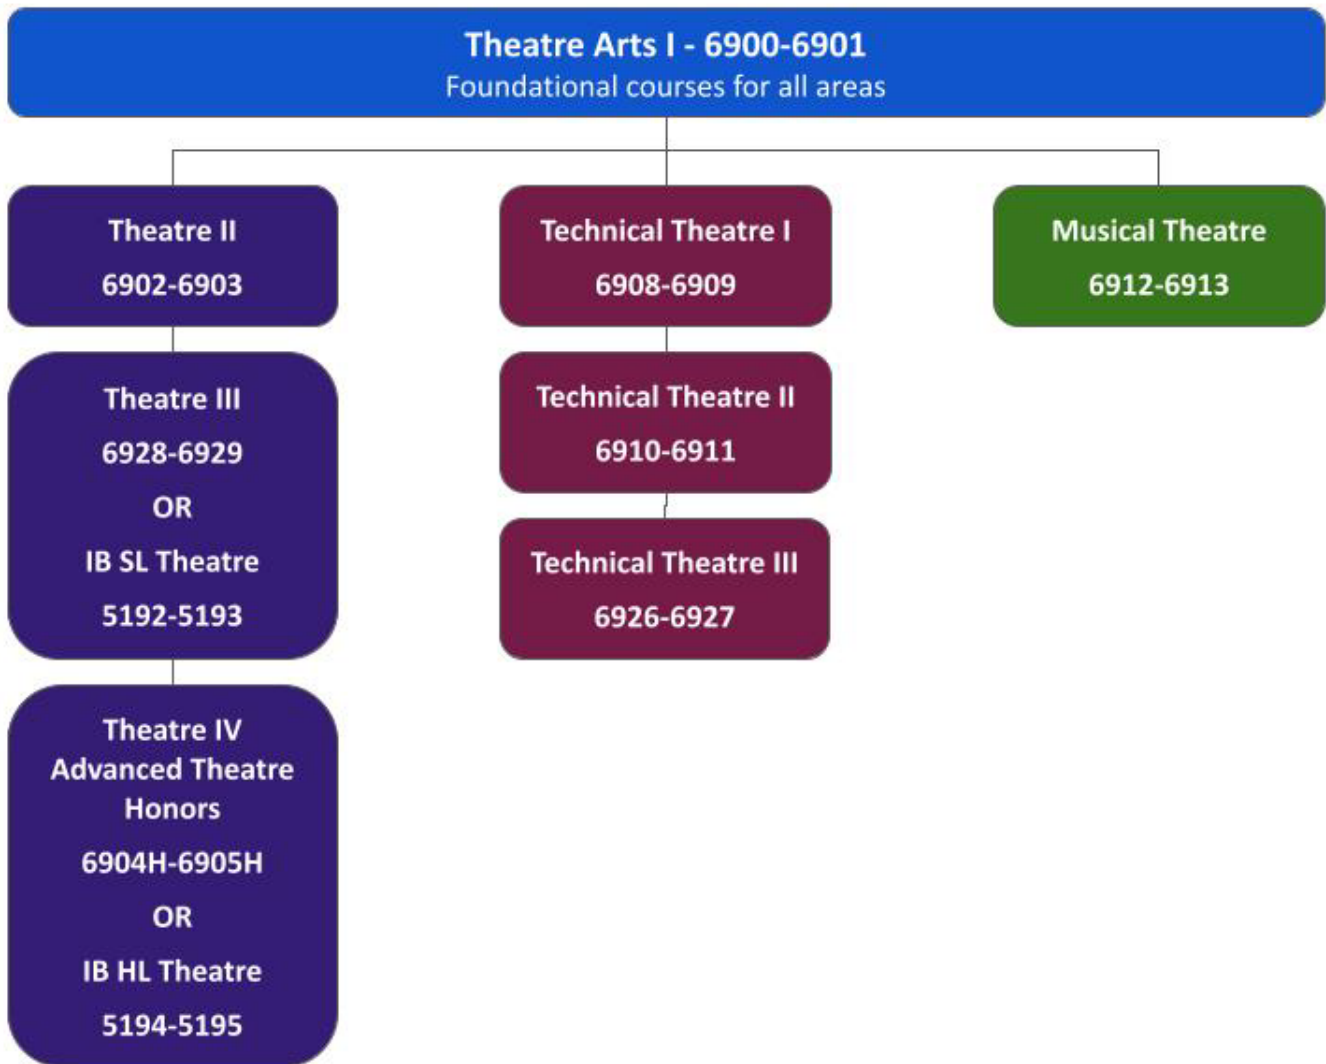 Theatre Arts I - 6900-6901
Foundational courses for all areas
Theatre II
6902-6903
Technical Theatre I
6908-6909
Musical Theatre
6912-6913
Theatre III
6928-6929
OR
IB SL Theatre
5192-5193
Technical Theatre II
6910-6911
Technical Theatre III
6926-6927
Theatre IV
Advanced Theatre
Honors
6904H-6905H
OR
IB HL Theatre
5194-5195